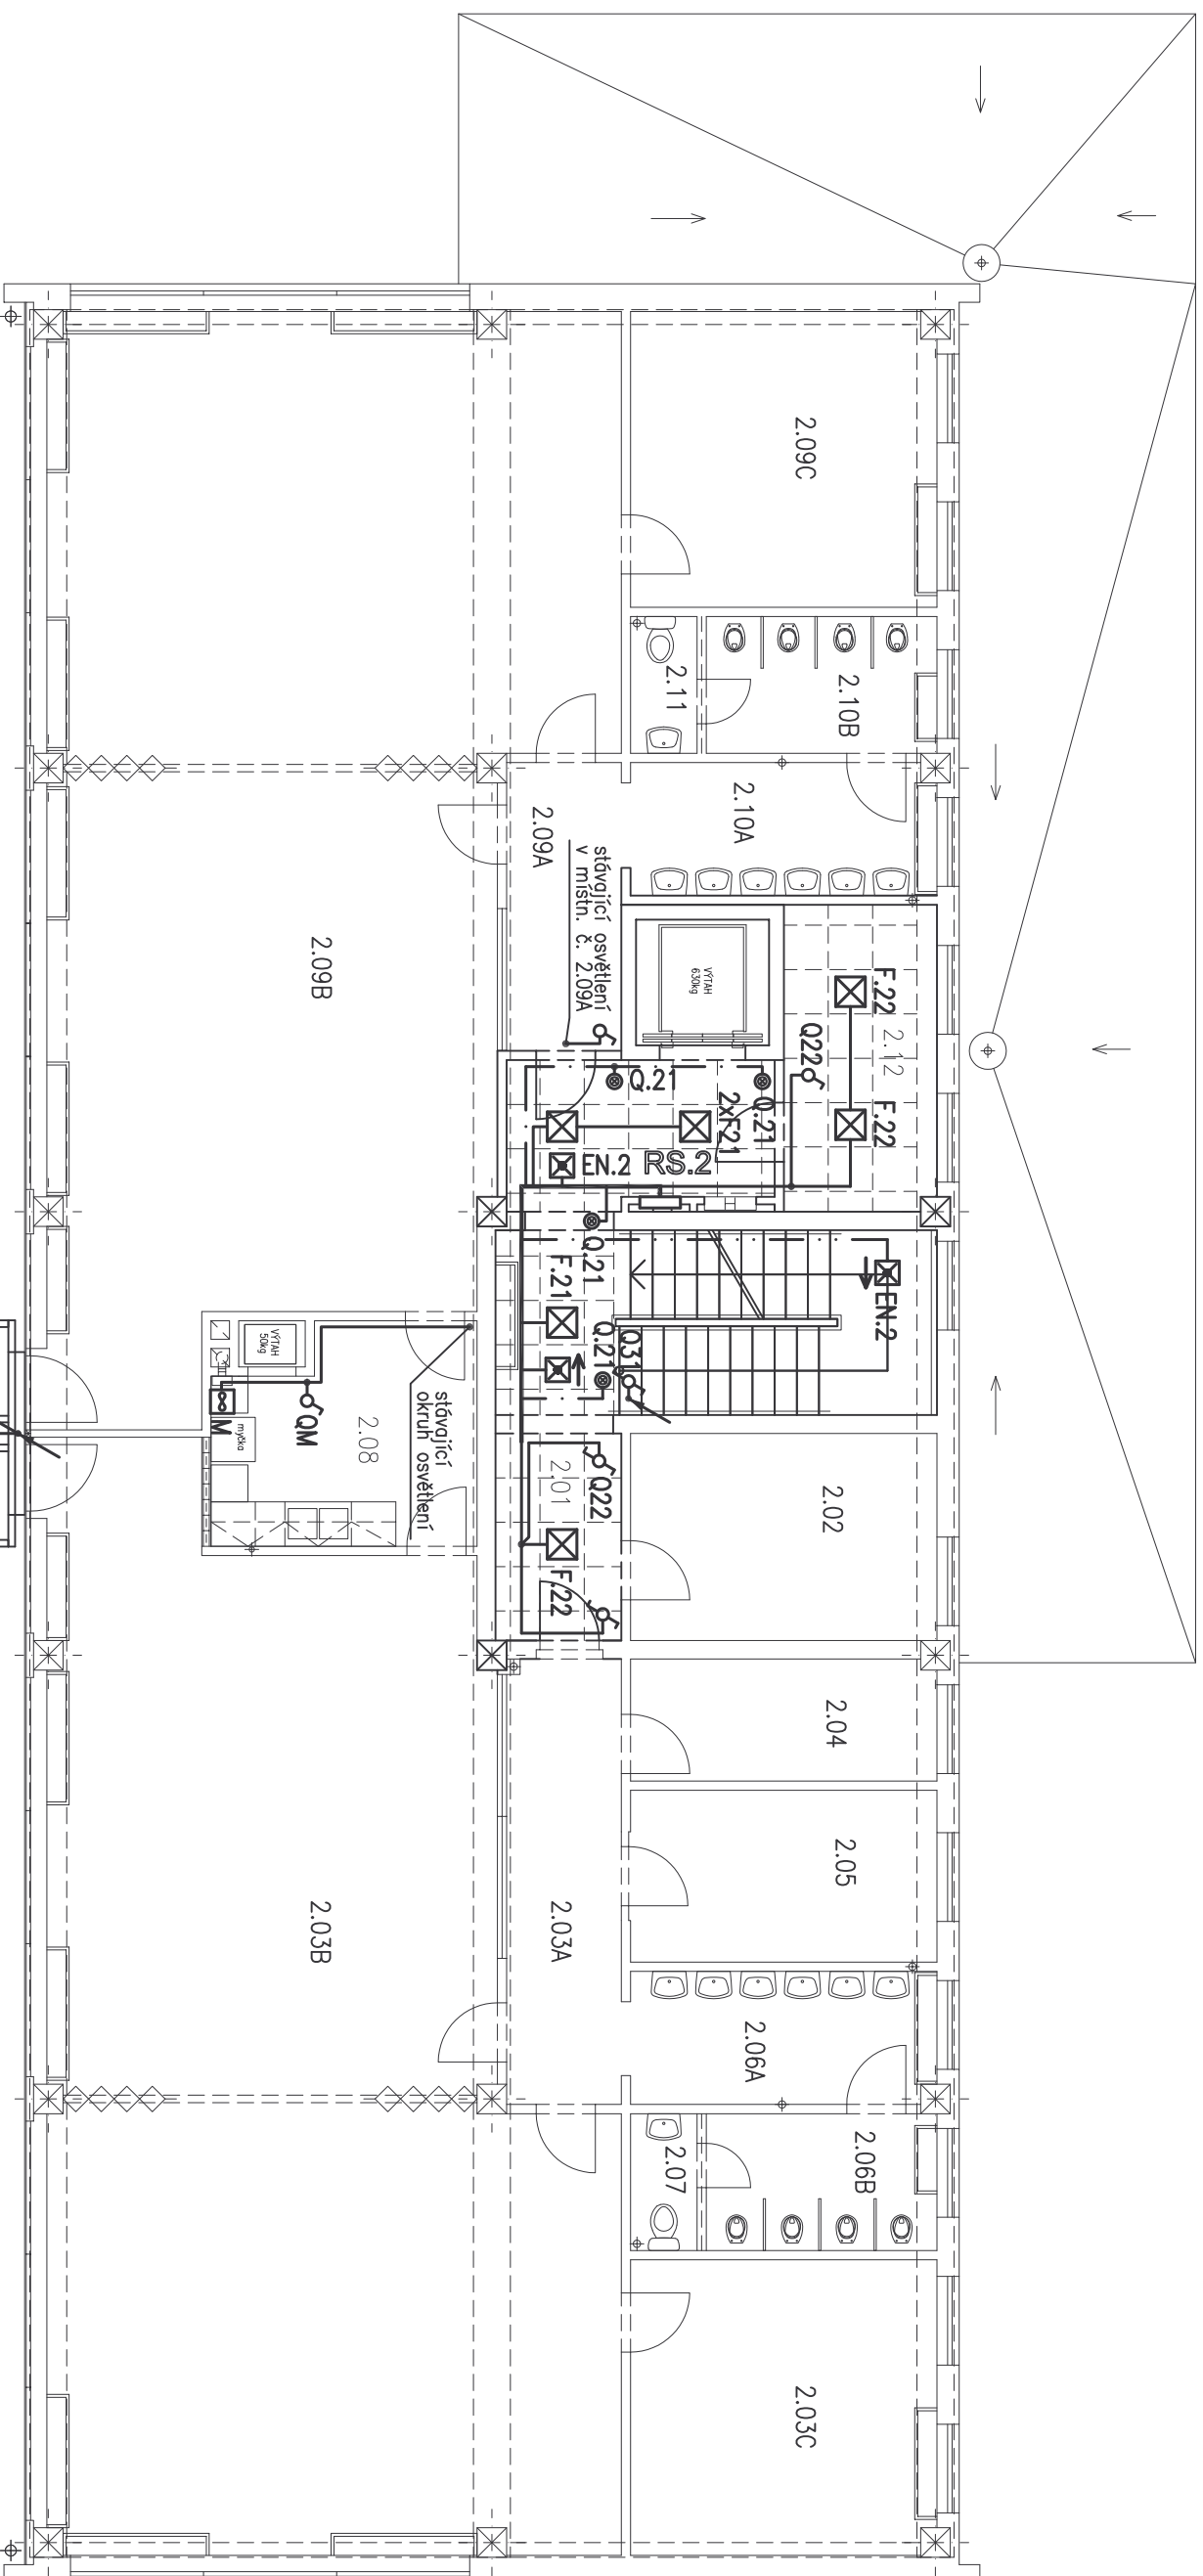 2.09C
2.11
2.10B
2.10A
2.09A
stávající osvětlení
v místn. č. 2.09A
2.09B
VÝTAH
630kg
F.22
2.12
Q22
F.22
Q.21
Q.21
2xF21
EN.2
RS.2
Q.21
F.21
Q.21
Q31
EN.2
VÝTAH
50kg
myčka
M
QM
2.08
stávající
okruh osvětlení
2.01
Q22
F.22
2.02
2.04
2.05
2.03A
2.03B
2.06A
2.06B
2.07
2.03C